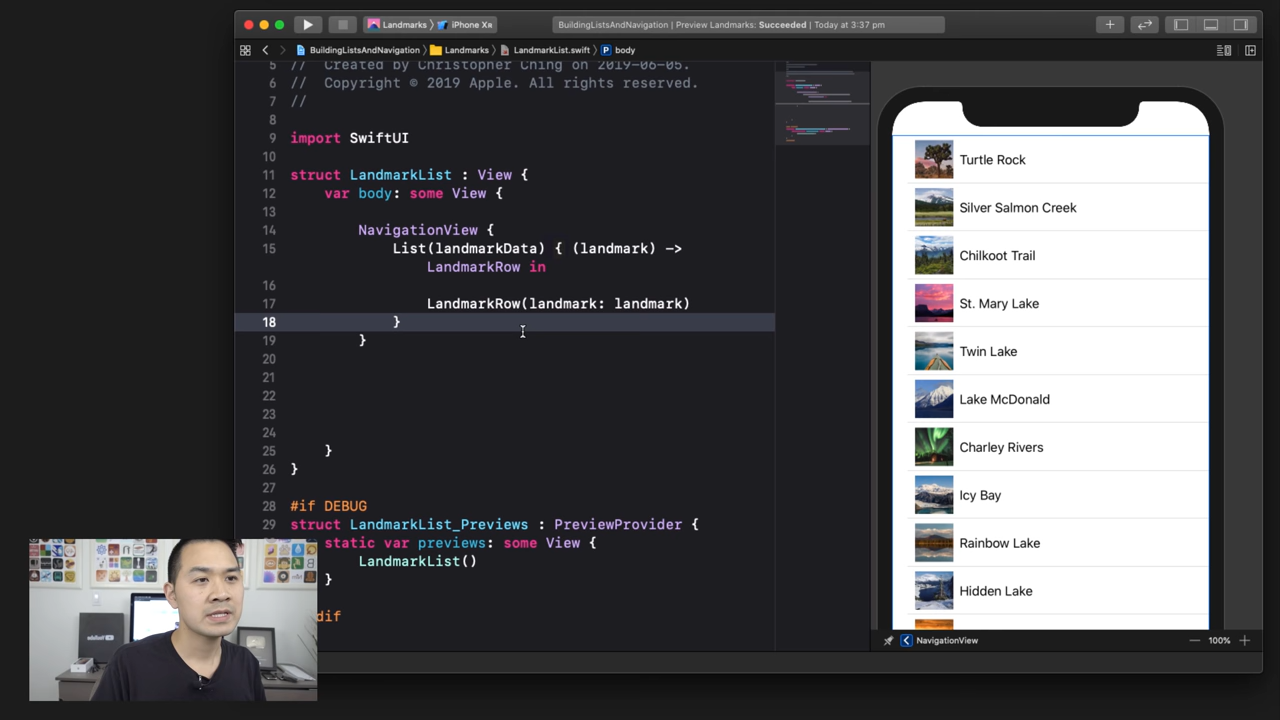 Landmarks
iPhone XR
BuildingListsAndNavigation | Preview Landmarks: Succeeded | Today at 3:37 pm
BuildingListsAndNavigation
Landmarks
LandmarkList.swift
P body
5 // Created by Christopher Ching on 2019-06-05.
6 // Copyright © 2019 Apple. All rights reserved.
7 //
8
9 import SwiftUI
10
11 struct LandmarkList : View {
12 var body: some View {
13
14 NavigationView {
15 List(landmarkData) { (landmark) ->
LandmarkRow in
16
17 LandmarkRow(landmark: landmark)
18 }
19 }
20
21
22
23
24
25 }
26 }
27
28 #if DEBUG
29 struct LandmarkList_Previews : PreviewProvider {
static var previews: some View {
LandmarkList()
}
dif
Turtle Rock
Silver Salmon Creek
Chilkoot Trail
St. Mary Lake
Twin Lake
Lake McDonald
Charley Rivers
Icy Bay
Rainbow Lake
Hidden Lake
NavigationView
100%
YouTube